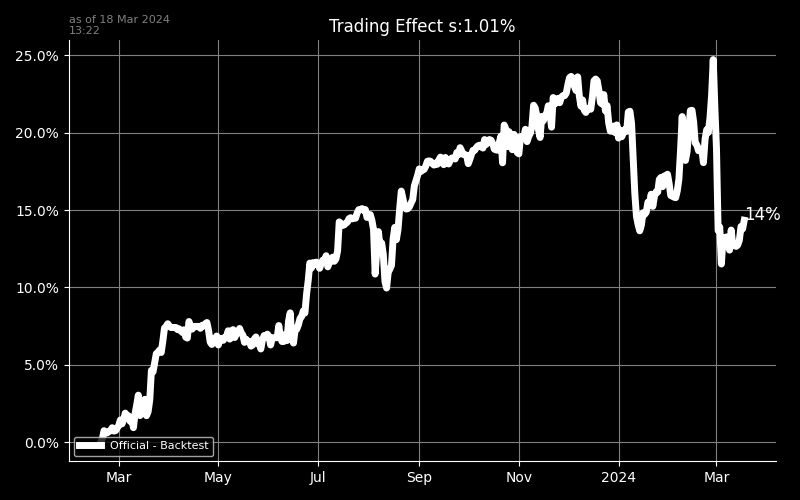 as of 18 Mar 2024
13:22
Trading Effect s:1.01%
25.0%
20.0%
15.0%
10.0%
5.0%
0.0%
14%
Official - Backtest
Mar
May
Jul
Sep
Nov
2024
Mar